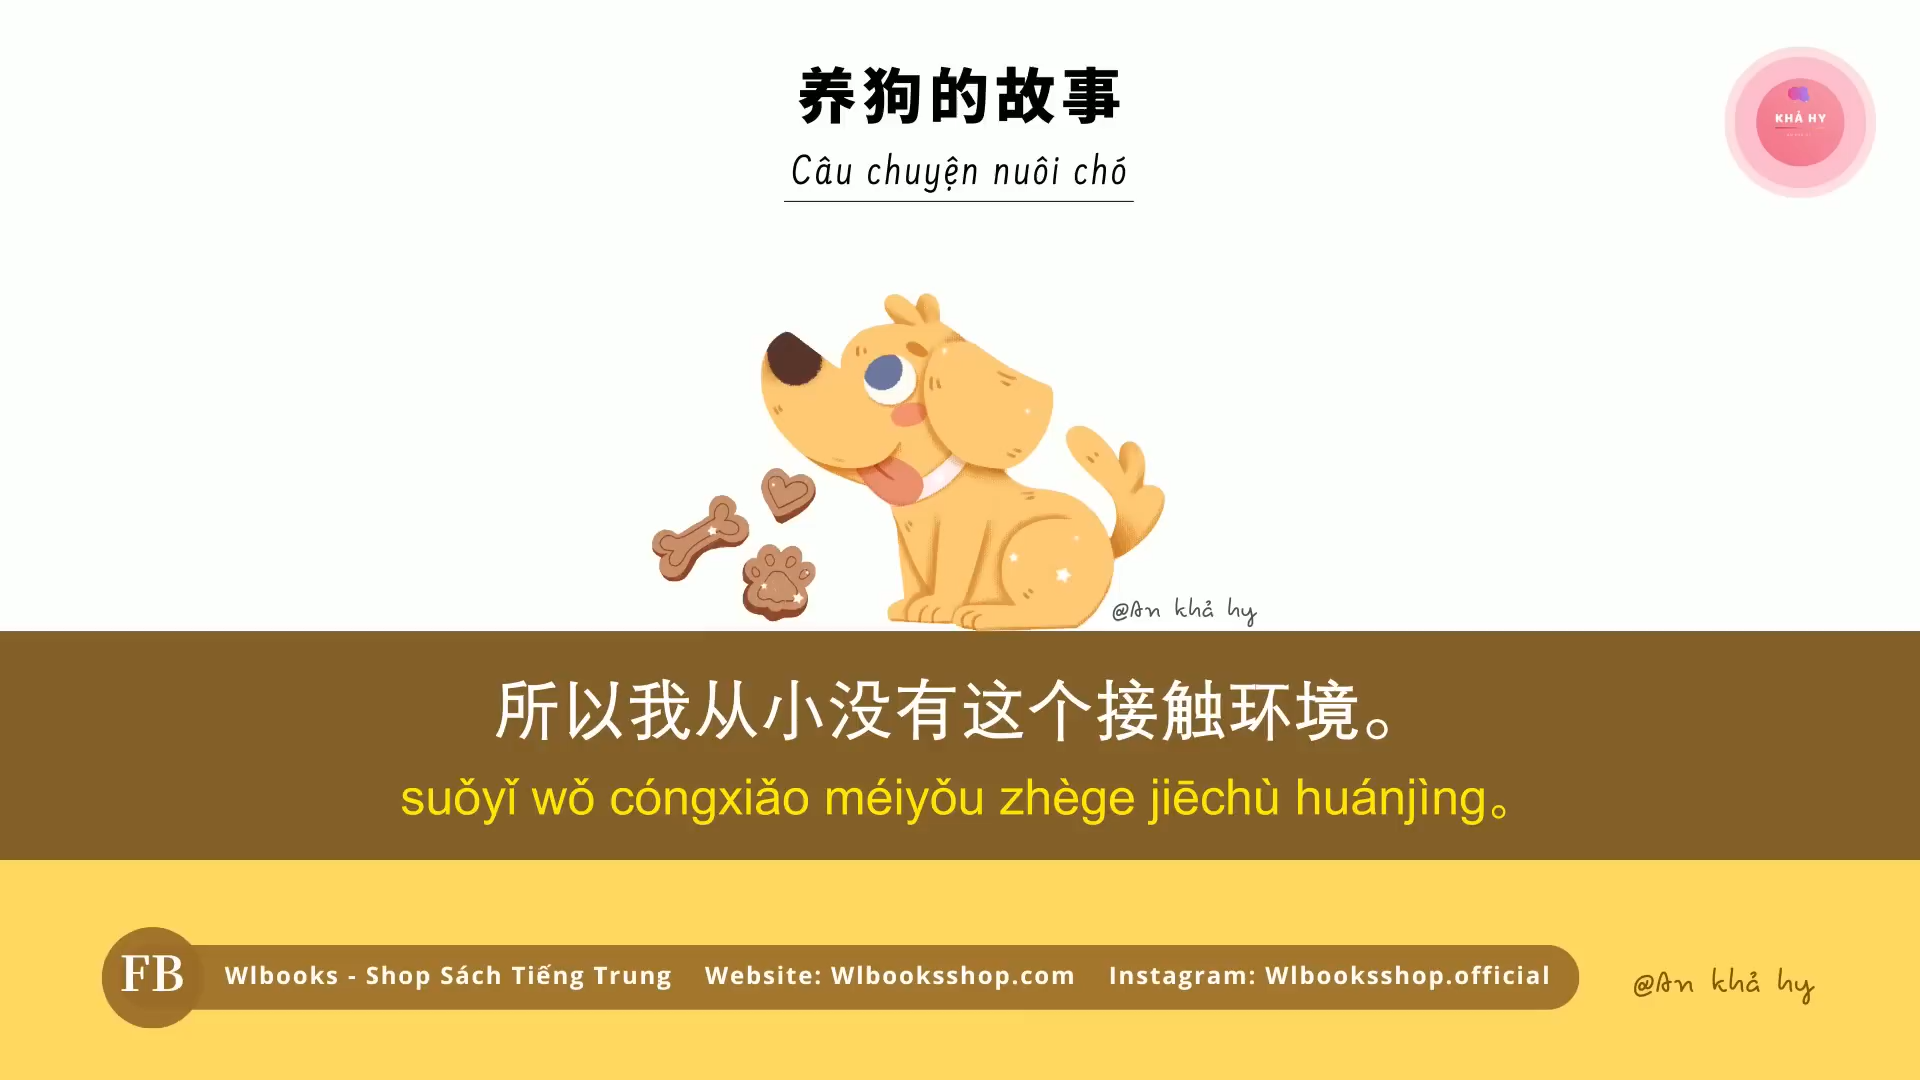 养狗的故事
Câu chuyện nuôi chó
KHẢ HY
@An khả hy
所以我从小没有这个接触环境。
suǒyǐ wǒ cóngxiǎo méiyǒu zhège jiēchù huánjìng。
FB Wlbooks - Shop Sách Tiếng Trung Website: Wlbooksshop.com Instagram: Wlbooksshop.official
@An khả hy